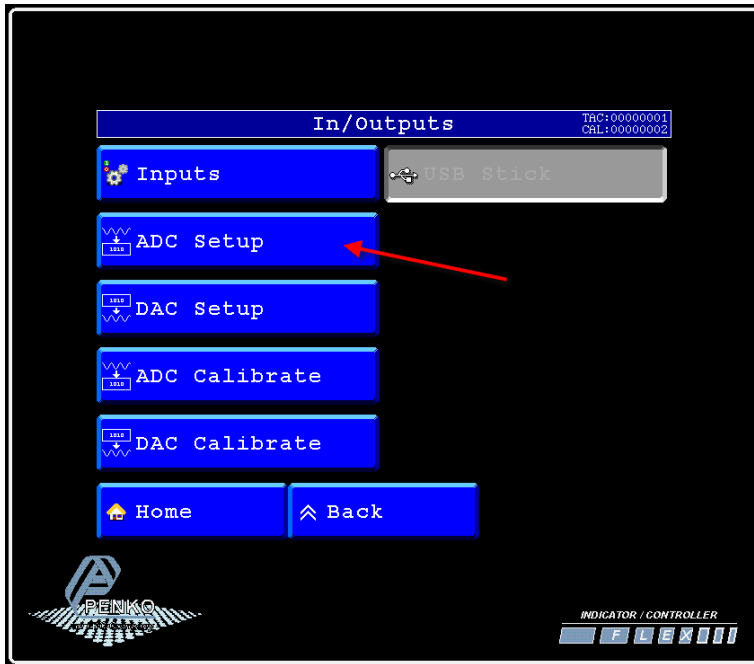 In/Outputs
TAC:00000001
CAL:00000002
Inputs
USB Stick
ADC Setup
DAC Setup
ADC Calibrate
DAC Calibrate
Home
Back
PENKO
INDICATOR / CONTROLLER
FLEX